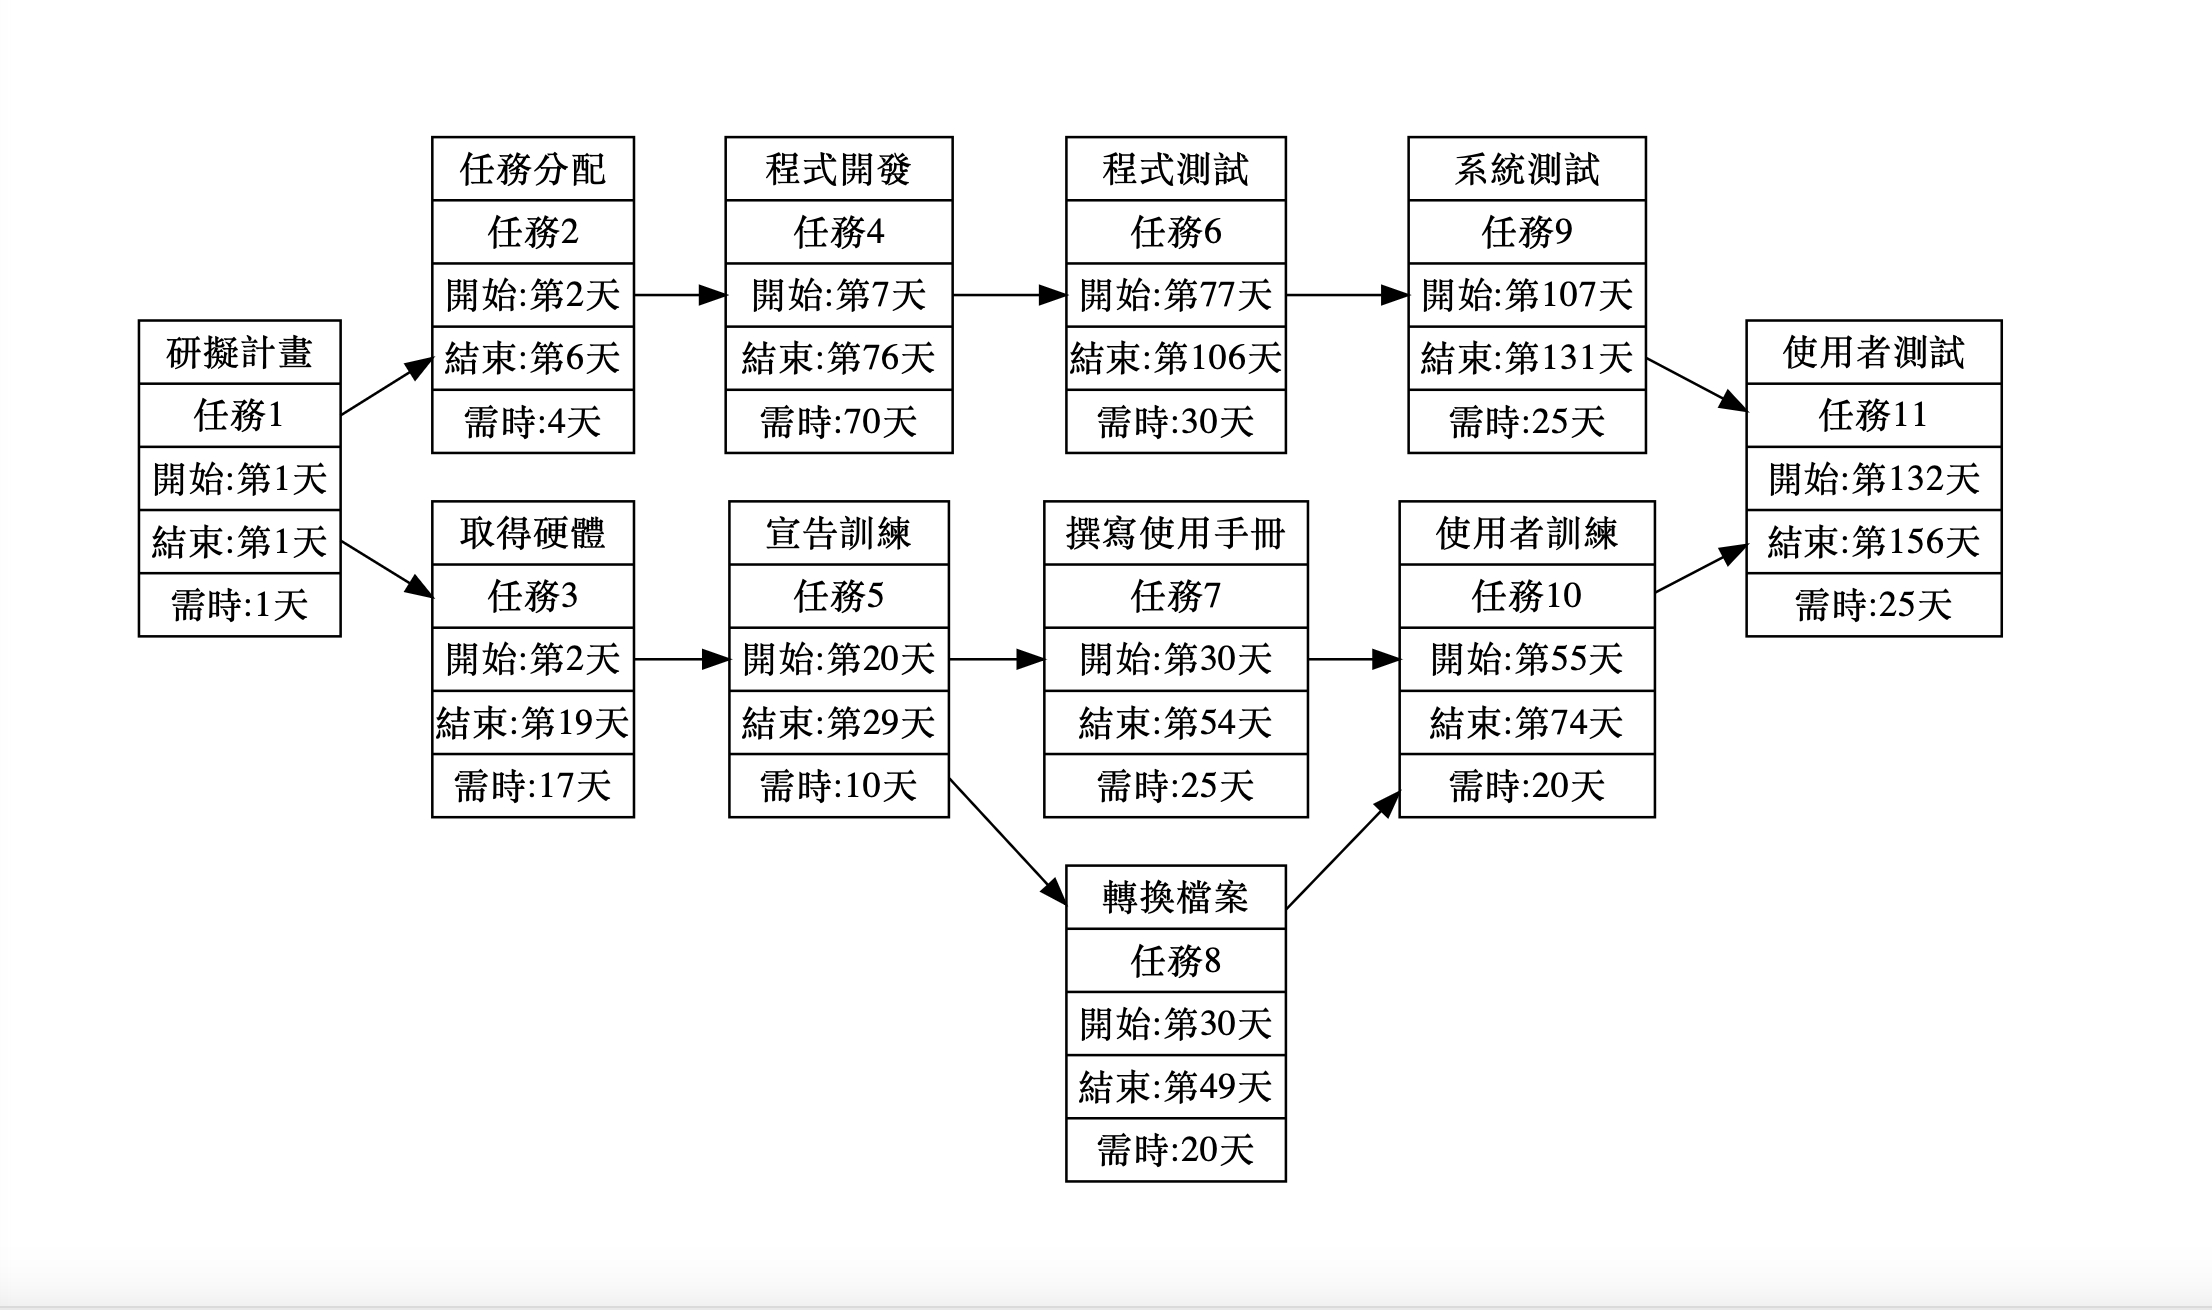 研擬計畫
任務1
開始:第1天
結束:第1天
需時:1天
任務分配
任務2
開始:第2天
結束:第6天
需時:4天
程式開發
任務4
開始:第7天
結束:第76天
需時:70天
程式測試
任務6
開始:第77天
結束:第106天
需時:30天
系統測試
任務9
開始:第107天
結束:第131天
需時:25天
取得硬體
任務3
開始:第2天
結束:第19天
需時:17天
宣告訓練
任務5
開始:第20天
結束:第29天
需時:10天
撰寫使用手冊
任務7
開始:第30天
結束:第54天
需時:25天
轉換檔案
任務8
開始:第30天
結束:第49天
需時:20天
使用者訓練
任務10
開始:第55天
結束:第74天
需時:20天
使用者測試
任務11
開始:第132天
結束:第156天
需時:25天